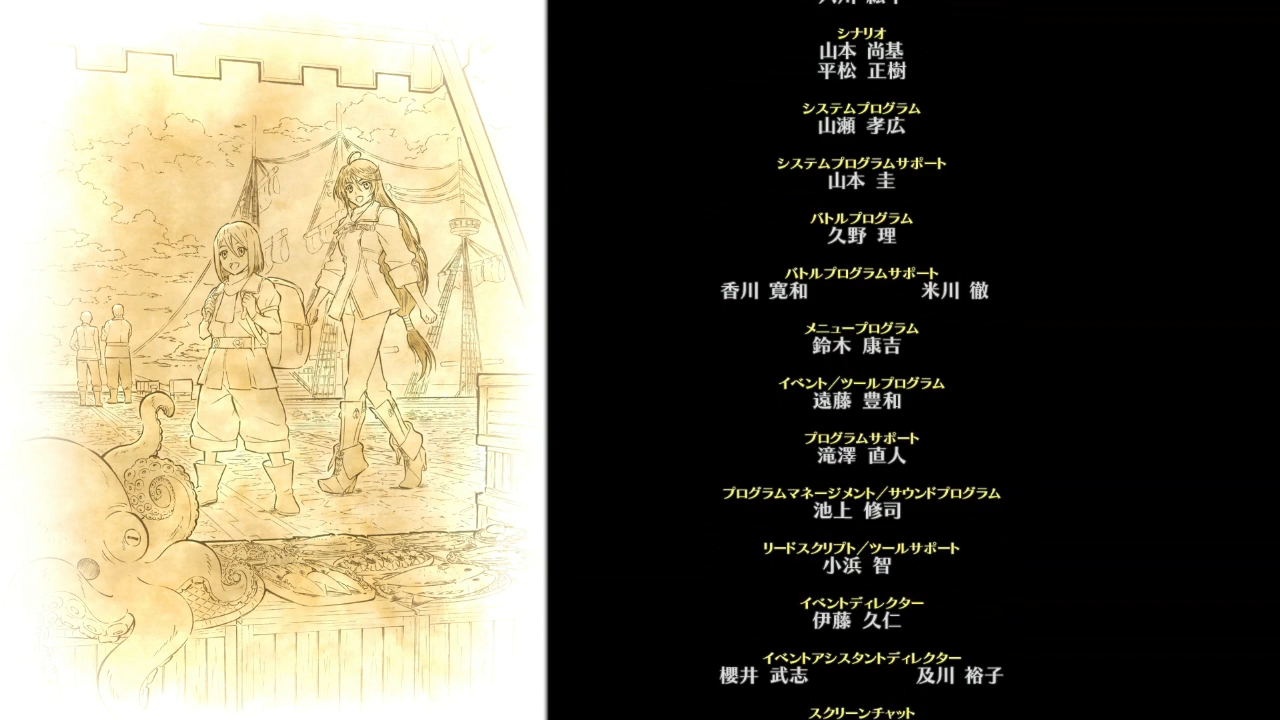 シナリオ
山本 尚基
平松 正樹
システムプログラム
山瀬 孝広
システムプログラムサポート
山本 圭
バトルプログラム
久野 理
バトルプログラムサポート
香川 寛和 米川 徹
メニュープログラム
鈴木 康吉
イベント/ツールプログラム
遠藤 豊和
プログラムサポート
滝澤 直人
プログラムマネージメント/サウンドプログラム
池上 修司
リードスクリプト/ツールサポート
小浜 智
イベントディレクター
伊藤 久仁
イベントアシスタントディレクター
櫻井 武志 及川 裕子
スクリーンチャット